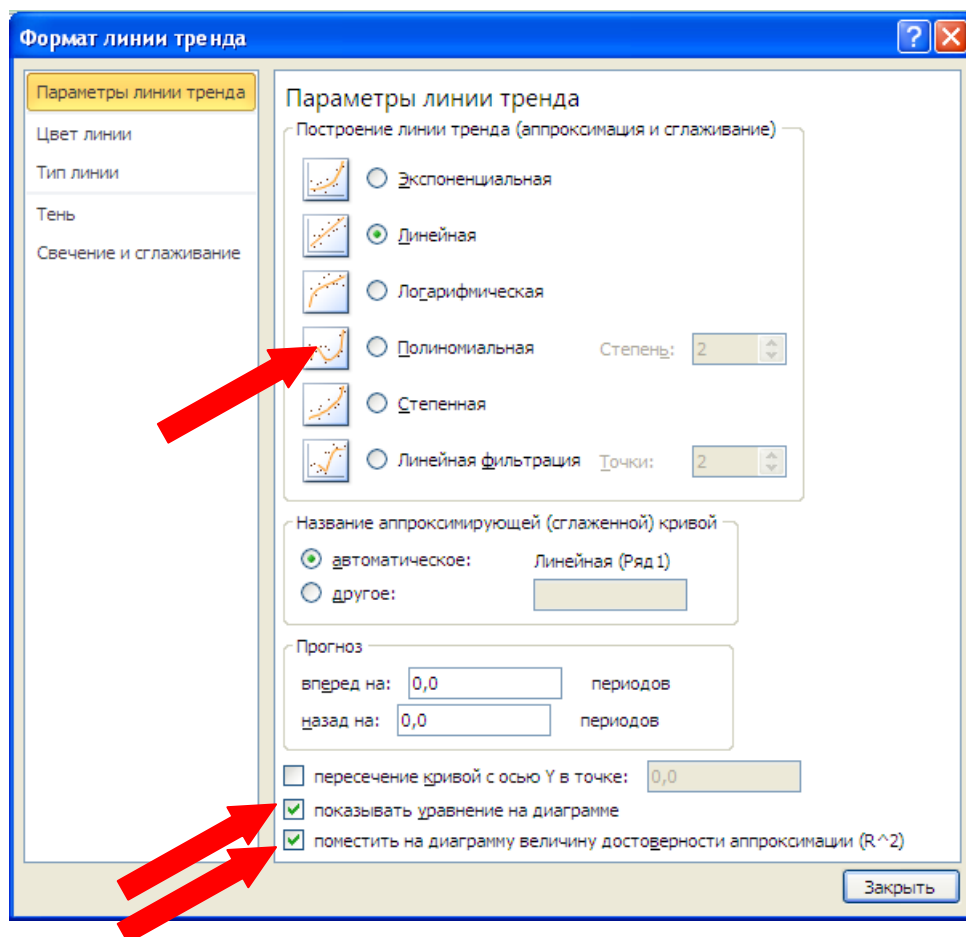 Формат линии тренда
Параметры линии тренда
Цвет линии
Тип линии
Тень
Свечение и сглаживание
Параметры линии тренда
Построение линии тренда (аппроксимация и сглаживание)
Экспоненциальная
Линейная
Логарифмическая
Полиномиальная Степень: 2
Степенная
Линейная фильтрация Точки: 2
Название аппроксимирующей (сглаженной) кривой
автоматическое: Линейная (Ряд1)
другое:
Прогноз
вперед на: 0,0 периодов
назад на: 0,0 периодов
пересечение кривой с осью Y в точке: 0,0
показывать уравнение на диаграмме
поместить на диаграмму величину достоверности аппроксимации (R^2)
Закрыть